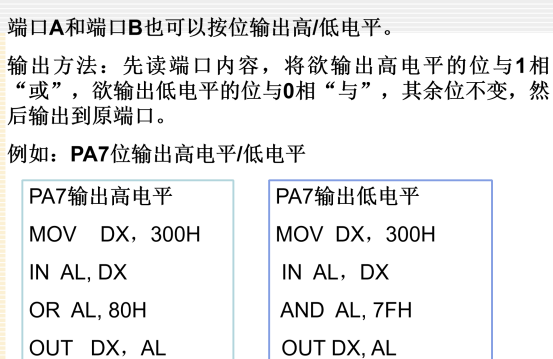 端口A和端口B也可以按位输出高/低电平。
输出方法：先读端口内容，将欲输出高电平的位与1相
“或”，欲输出低电平的位与0相“与”，其余位不变，然
后输出到原端口。
例如：PA7位输出高电平/低电平
PA7输出高电平
MOV DX，300H
IN AL, DX
OR AL, 80H
OUT DX，AL
PA7输出低电平
MOV DX，300H
IN AL，DX
AND AL, 7FH
OUT DX, AL